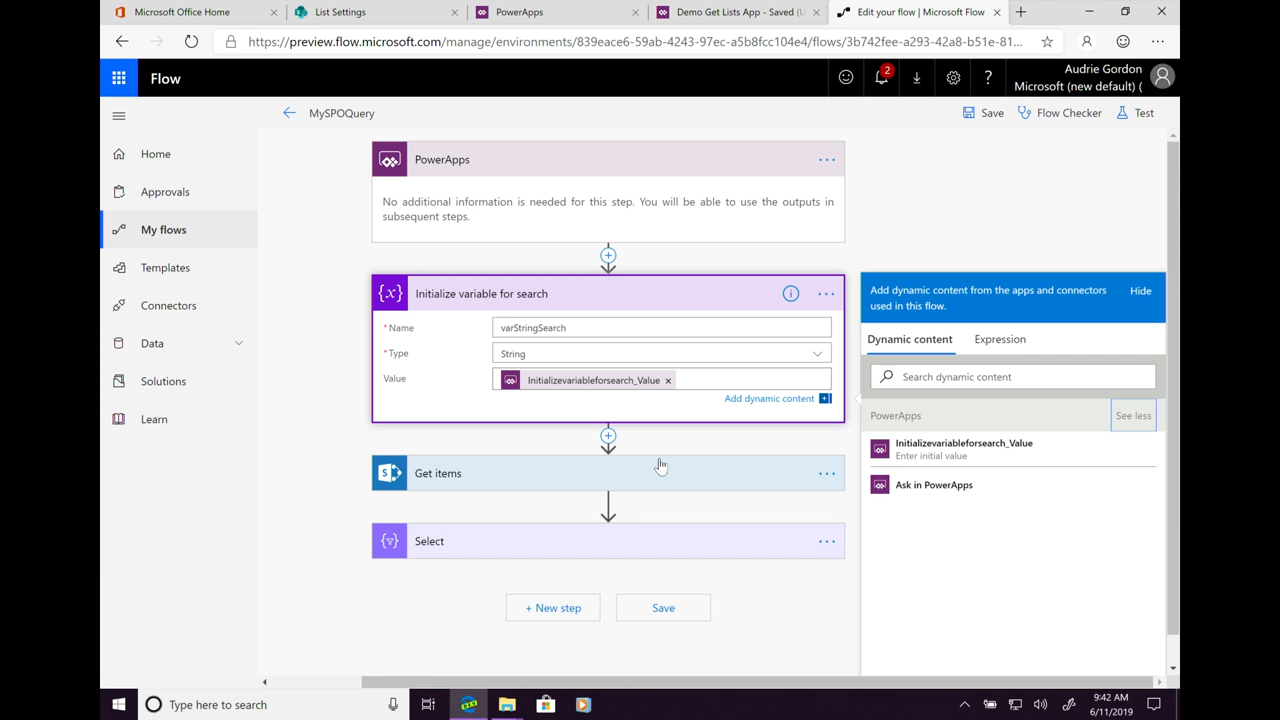 Microsoft Office Home
List Settings
PowerApps
Demo Get Lists App - Saved (U
Edit your flow | Microsoft Flow
https://preview.flow.microsoft.com/manage/environments/839eace6-59ab-4243-97ec-a5b8fcc104e4/flows/3b742fee-a293-42a8-b51e-81...
Flow
2
?
Audrie Gordon
Microsoft (new default) (
MySPOQuery
Save
Flow Checker
Test
Home
Approvals
My flows
Templates
Connectors
Data
Solutions
Learn
PowerApps
No additional information is needed for this step. You will be able to use the outputs in
subsequent steps.
{x} Initialize variable for search
* Name
varStringSearch
* Type
String
Value
Initializevariableforsearch_Value
Add dynamic content
Get items
Select
+ New step
Save
Add dynamic content from the apps and connectors
used in this flow.
Hide
Dynamic content
Expression
Search dynamic content
PowerApps
See less
Initializevariableforsearch_Value
Enter initial value
Ask in PowerApps
Type here to search
9:42 AM
6/11/2019